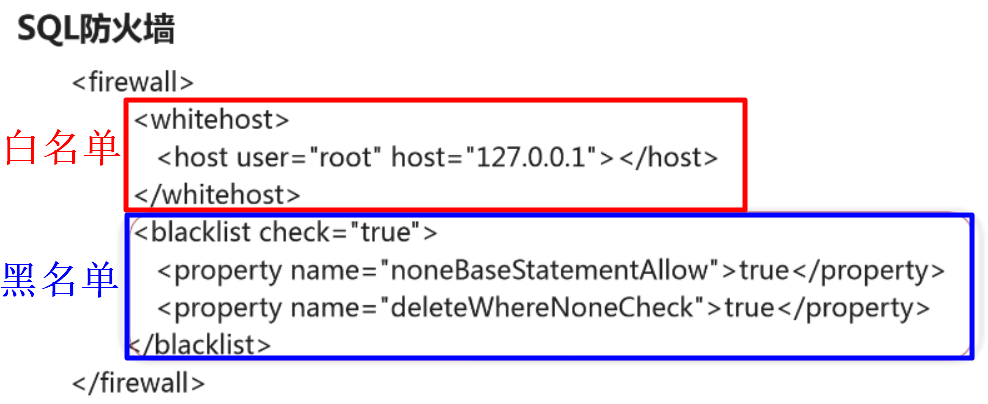 SQL防火墙
<firewall>
白名单
<whitehost>
<host user="root" host="127.0.0.1"></host>
</whitehost>
黑名单
<blacklist check="true">
<property name="noneBaseStatementAllow">true</property>
<property name="deleteWhereNoneCheck">true</property>
</blacklist>
</firewall>